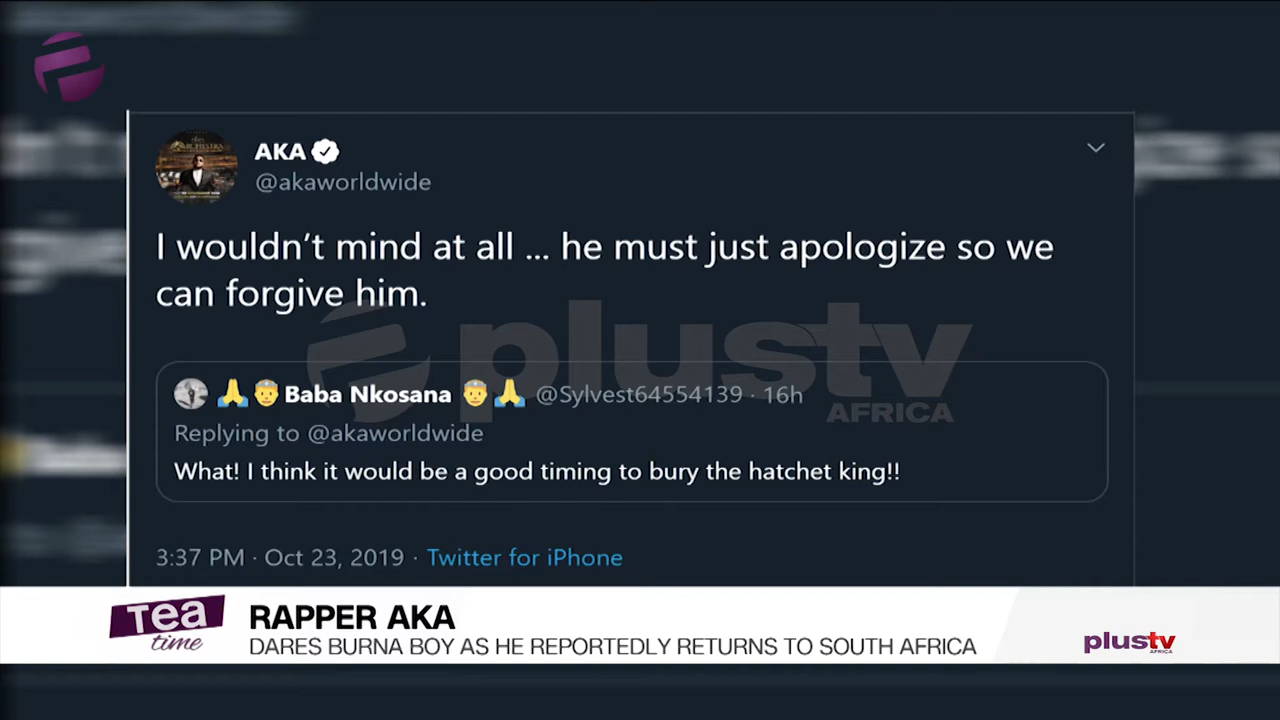 AKA
@akaworldwide
I wouldn't mind at all ... he must just apologize so we
can forgive him.
plustv
AFRICA
🙏👳Baba Nkosana 👳🙏 @Sylvest64554139 · 16h
Replying to @akaworldwide
What! I think it would be a good timing to bury the hatchet king!!
3:37 PM · Oct 23, 2019 · Twitter for iPhone
Tea
time
RAPPER AKA
DARES BURNA BOY AS HE REPORTEDLY RETURNS TO SOUTH AFRICA
plustv
AFRICA